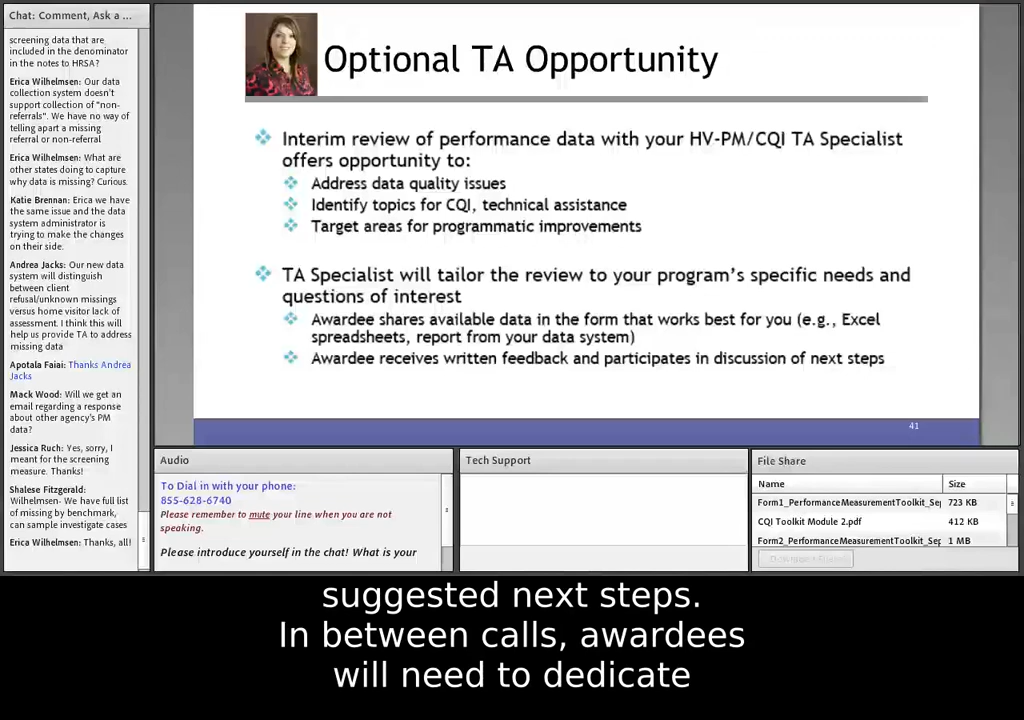 Chat: Comment, Ask a ...
screening data that are
included in the denominator
in the notes to HRSA?
Erica Wilhelmsen: Our data
collection system doesn't
support collection of "non-
referrals". We have no way of
telling apart a missing
referral or non-referral
Erica Wilhelmsen: What are
other states doing to capture
why data is missing? Curious.
Katie Brennan: Erica we have
the same issue and the data
system administrator is
trying to make the changes
on their side.
Andrea Jacks: Our new data
system will distinguish
between client
refusal/unknown missings
versus home visitor lack of
assessment. I think this will
help us provide TA to address
missing data
Apotala Faiai: Thanks Andrea
Jacks
Mack Wood: Will we get an
email regarding a response
about other agency's PM
data?
Jessica Ruch: Yes, sorry, I
meant for the screening
measure. Thanks!
Shalese Fitzgerald:
Wilhelmsen- We have full list
of missing by benchmark,
can sample investigate cases
Erica Wilhelmsen: Thanks, all!
Optional TA Opportunity
Interim review of performance data with your HV-PM/CQI TA Specialist
offers opportunity to:
Address data quality issues
Identify topics for CQI, technical assistance
Target areas for programmatic improvements
TA Specialist will tailor the review to your program's specific needs and
questions of interest
Awardee shares available data in the form that works best for you (e.g., Excel
spreadsheets, report from your data system)
Awardee receives written feedback and participates in discussion of next steps
41
Audio
To Dial in with your phone:
855-628-6740
Please remember to mute your line when you are not
speaking.
Please introduce yourself in the chat! What is your
Tech Support
File Share
Name Size
Form1_PerformanceMeasurementToolkit_Sep 723 KB
CQI Toolkit Module 2.pdf 412 KB
Form2_PerformanceMeasurementToolkit_Sep 1 MB
suggested next steps.
In between calls, awardees
will need to dedicate